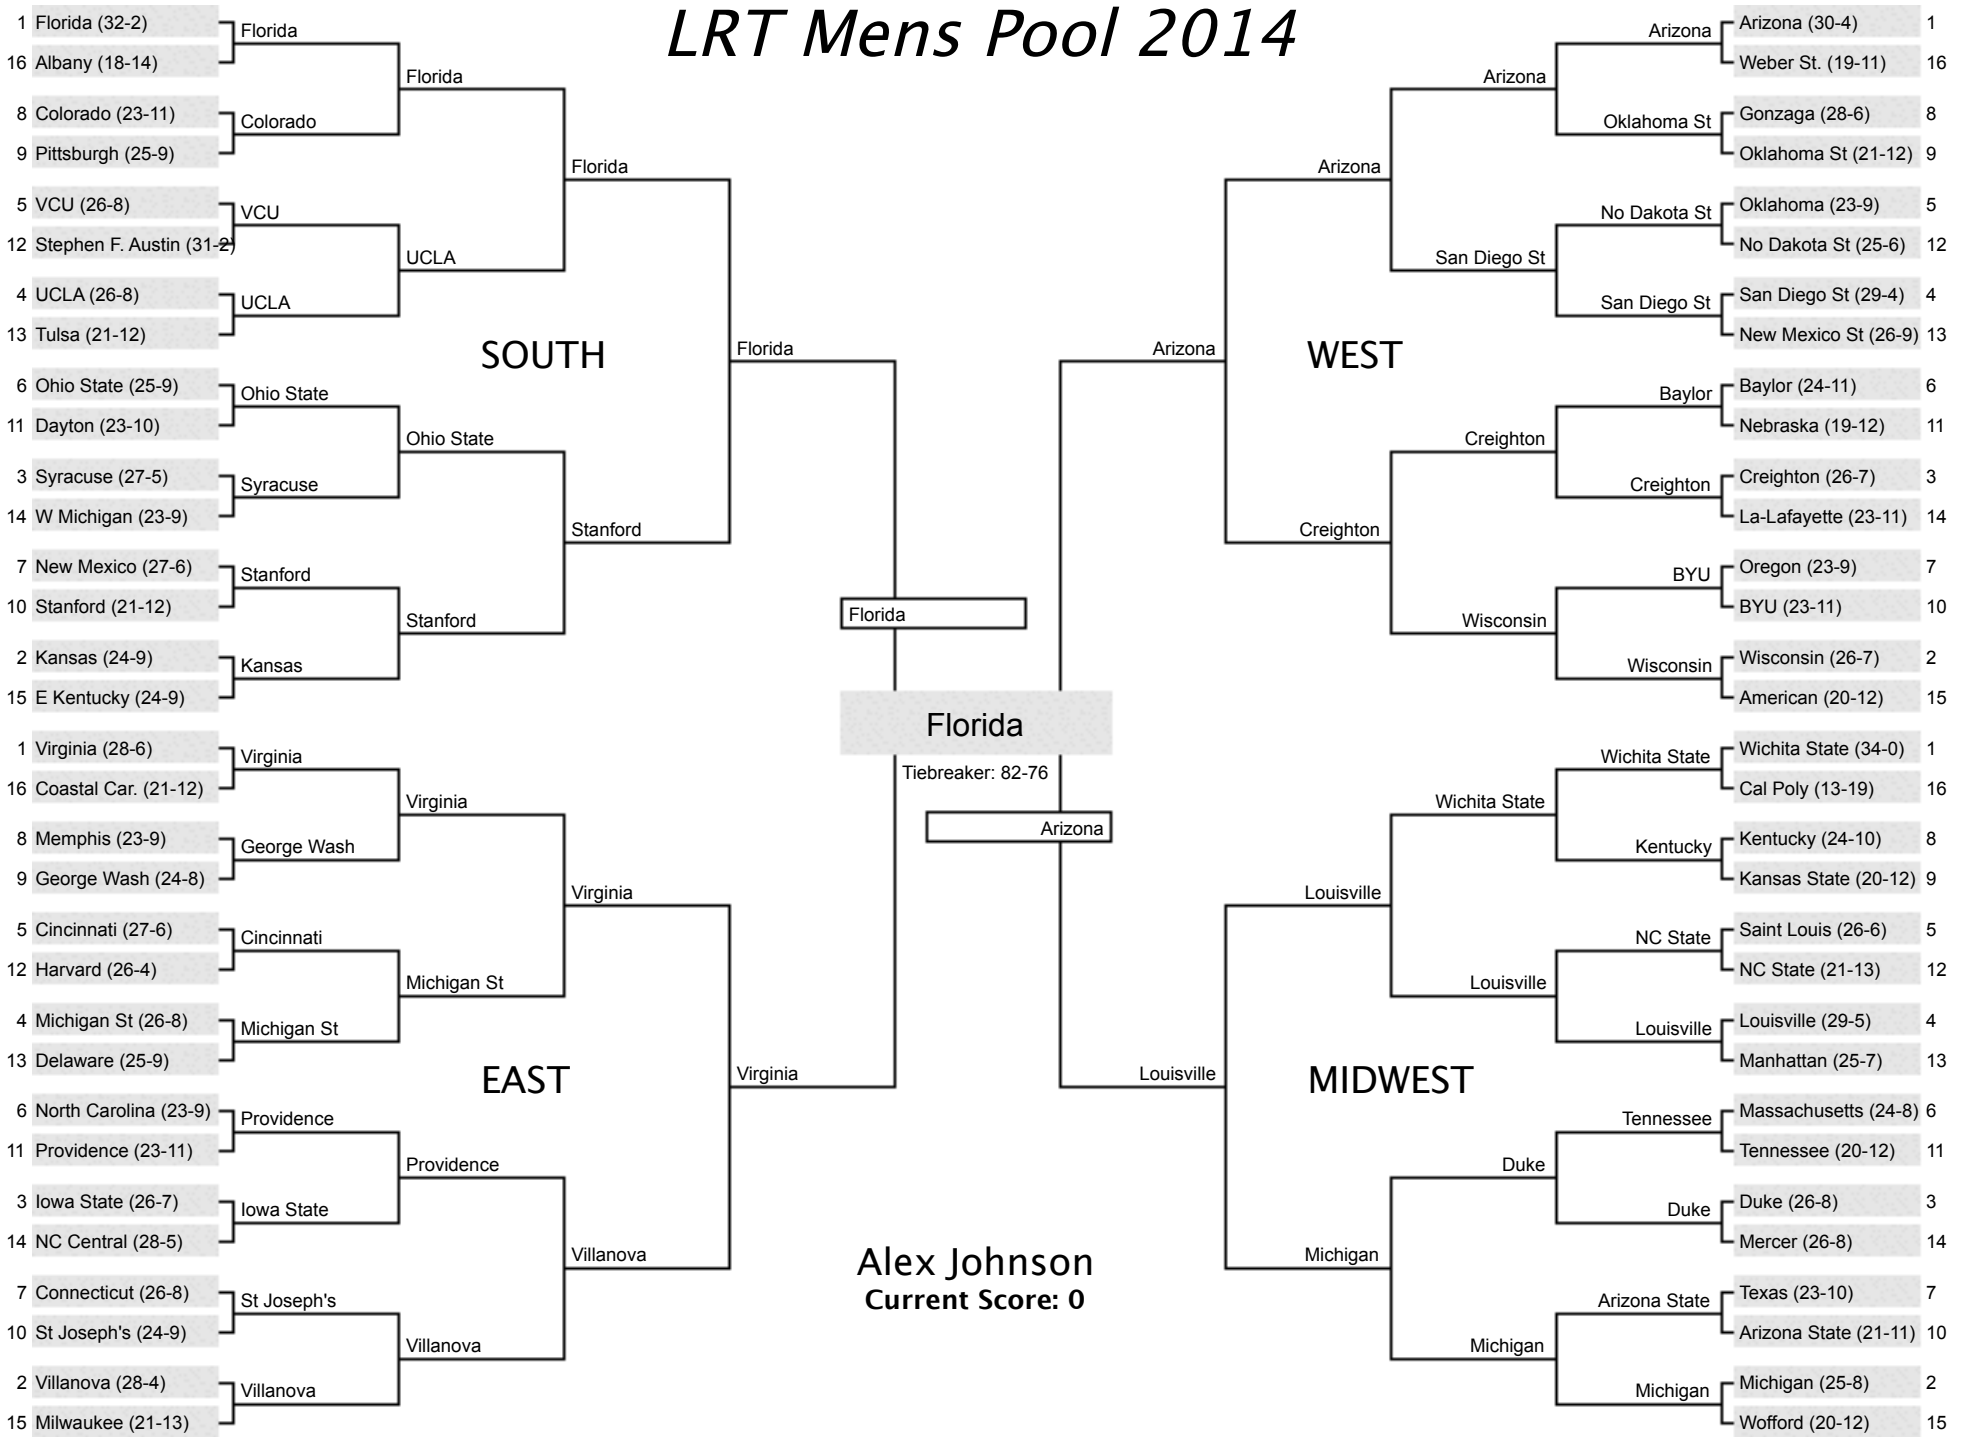 LRT Mens Pool 2014
1 Florida (32-2)
16 Albany (18-14)
8 Colorado (23-11)
9 Pittsburgh (25-9)
5 VCU (26-8)
12 Stephen F. Austin (31-2)
4 UCLA (26-8)
13 Tulsa (21-12)
6 Ohio State (25-9)
11 Dayton (23-10)
3 Syracuse (27-5)
14 W Michigan (23-9)
7 New Mexico (27-6)
10 Stanford (21-12)
2 Kansas (24-9)
15 E Kentucky (24-9)
Florida
Colorado
VCU
UCLA
Ohio State
Syracuse
Stanford
Kansas
Florida
UCLA
Ohio State
Stanford
Florida
Stanford
SOUTH
Florida
1 Virginia (28-6)
16 Coastal Car. (21-12)
8 Memphis (23-9)
9 George Wash (24-8)
5 Cincinnati (27-6)
12 Harvard (26-4)
4 Michigan St (26-8)
13 Delaware (25-9)
6 North Carolina (23-9)
11 Providence (23-11)
3 Iowa State (26-7)
14 NC Central (28-5)
7 Connecticut (26-8)
10 St Joseph's (24-9)
2 Villanova (28-4)
15 Milwaukee (21-13)
Virginia
George Wash
Cincinnati
Michigan St
Providence
Iowa State
St Joseph's
Villanova
Virginia
Michigan St
Providence
Villanova
Virginia
Villanova
EAST
Virginia
Florida
Florida
Tiebreaker: 82-76
Arizona
Alex Johnson
Current Score: 0
Arizona (30-4) 1
Weber St. (19-11) 16
Gonzaga (28-6) 8
Oklahoma St (21-12) 9
Oklahoma (23-9) 5
No Dakota St (25-6) 12
San Diego St (29-4) 4
New Mexico St (26-9) 13
Baylor (24-11) 6
Nebraska (19-12) 11
Creighton (26-7) 3
La-Lafayette (23-11) 14
Oregon (23-9) 7
BYU (23-11) 10
Wisconsin (26-7) 2
American (20-12) 15
Arizona
Oklahoma St
No Dakota St
San Diego St
Baylor
Creighton
BYU
Wisconsin
Arizona
San Diego St
Creighton
Wisconsin
Arizona
Creighton
WEST
Arizona
Wichita State (34-0) 1
Cal Poly (13-19) 16
Kentucky (24-10) 8
Kansas State (20-12) 9
Saint Louis (26-6) 5
NC State (21-13) 12
Louisville (29-5) 4
Manhattan (25-7) 13
Massachusetts (24-8) 6
Tennessee (20-12) 11
Duke (26-8) 3
Mercer (26-8) 14
Texas (23-10) 7
Arizona State (21-11) 10
Michigan (25-8) 2
Wofford (20-12) 15
Wichita State
Kentucky
NC State
Louisville
Tennessee
Duke
Arizona State
Michigan
Wichita State
Louisville
Duke
Michigan
Louisville
Michigan
MIDWEST
Louisville